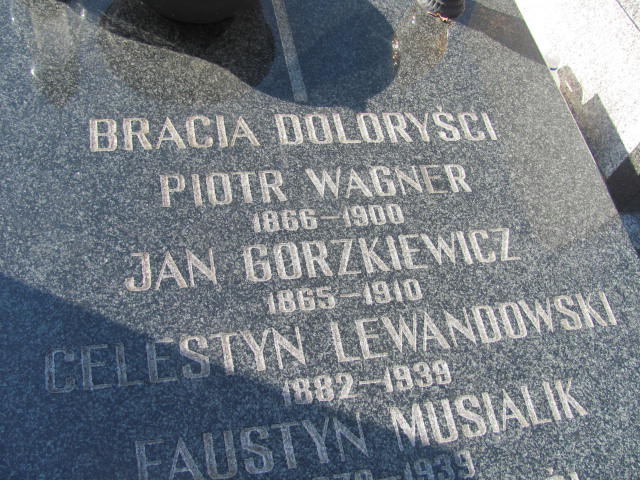 BRACIA DOLORYŚCI
PIOTR WAGNER
1866-1900
JAN GORZKIEWICZ
1865-1910
CELESTYN LEWANDOWSKI
1882-1939
FAUSTYN MUSIALIK